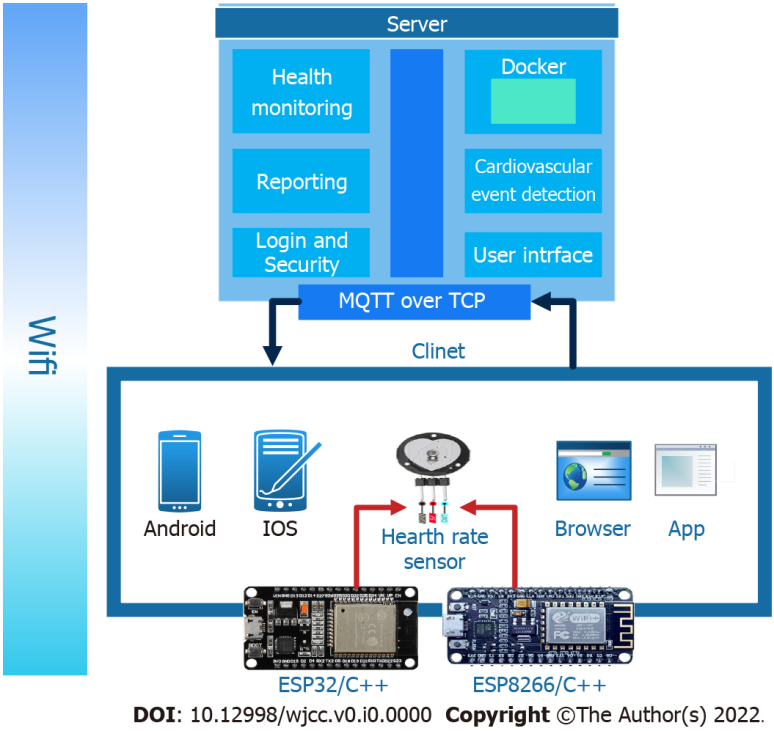 Server
Health
monitoring
Docker
Reporting
Cardiovascular
event detection
Login and
Security
User intrface
MQTT over TCP
Wifi
Clinet
Android
IOS
Hearth rate
sensor
Browser
App
ESP32/C++
ESP8266/C++
DOI: 10.12998/wjcc.v0.i0.0000 Copyright ©The Author(s) 2022.